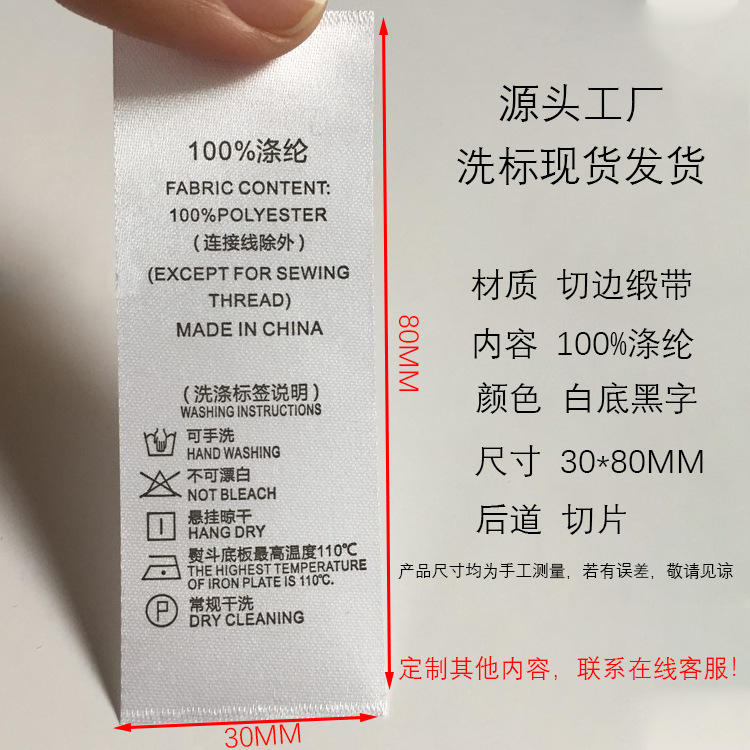 100%涤纶
FABRIC CONTENT:
100%POLYESTER
（连接线除外）
(EXCEPT FOR SEWING
THREAD)
MADE IN CHINA
（洗涤标签说明）
WASHING INSTRUCTIONS
可手洗
HAND WASHING
不可漂白
NOT BLEACH
悬挂晾干
HANG DRY
熨斗底板最高温度110℃
THE HIGHEST TEMPERATURE
OF IRON PLATE IS 110℃.
P
常规干洗
DRY CLEANING
80MM
30MM
源头工厂
洗标现货发货
材质 切边缎带
内容 100%涤纶
颜色 白底黑字
尺寸 30*80MM
后道 切片
产品尺寸均为手工测量，若有误差，敬请见谅
定制其他内容，联系在线客服！